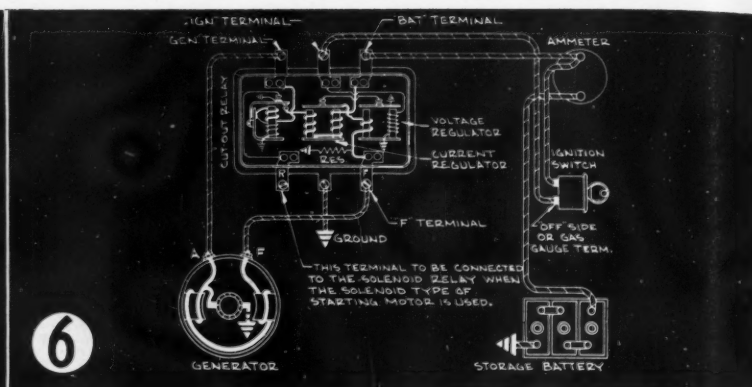 "IGN" TERMINAL
"BAT" TERMINAL
"GEN" TERMINAL
AMMETER
CUTOUT RELAY
VOLTAGE
REGULATOR
CURRENT
REGULATOR
RES.
IGNITION
SWITCH
R
F
"F" TERMINAL
"OFF" SIDE
OR GAS
GAUGE TERM.
GROUND
A
F
THIS TERMINAL TO BE CONNECTED
TO THE SOLENOID RELAY WHEN
THE SOLENOID TYPE OF
STARTING MOTOR IS USED.
6
GENERATOR
STORAGE BATTERY